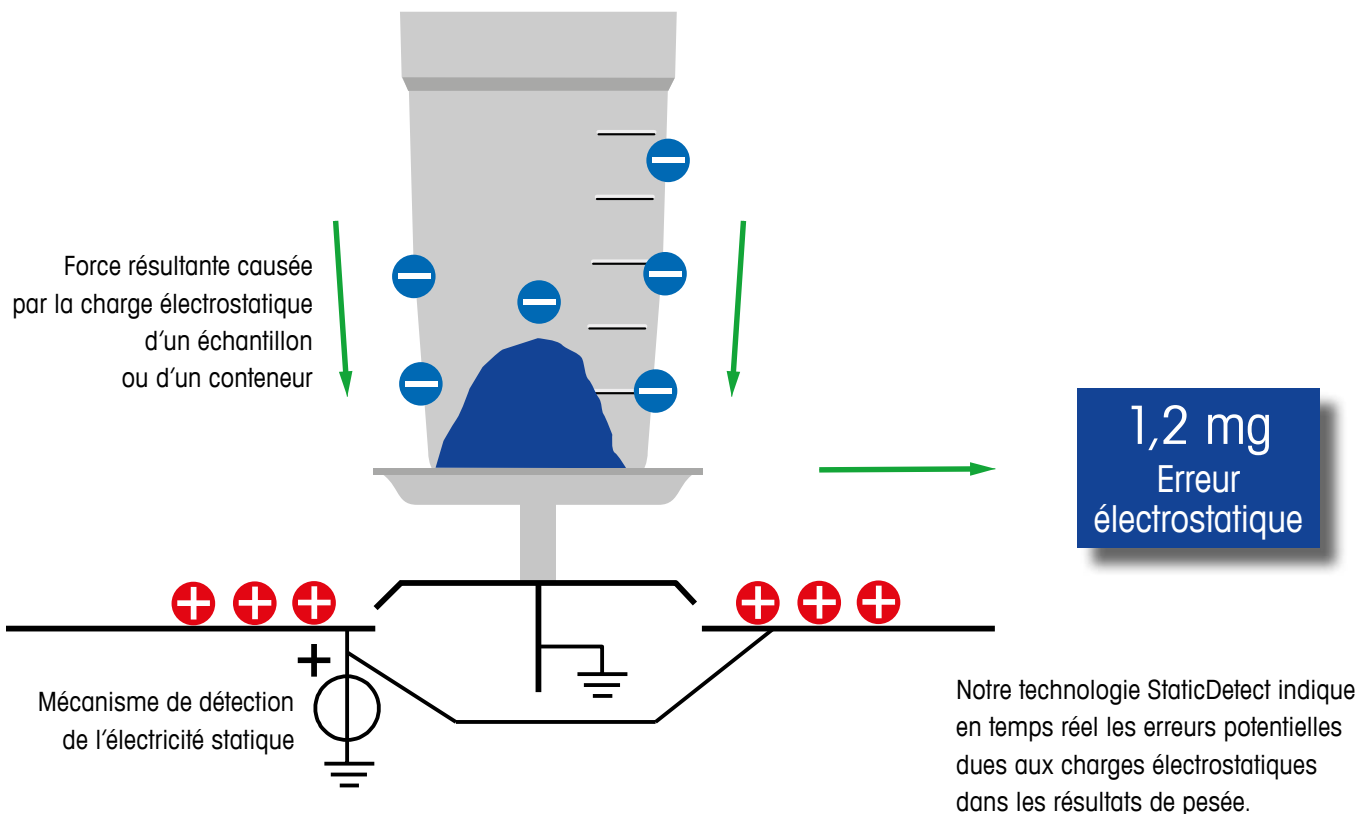 Force résultante causée
par la charge électrostatique
d'un échantillon
ou d'un conteneur
1,2 mg
Erreur
électrostatique
Mécanisme de détection
de l'électricité statique
Notre technologie StaticDetect indique
en temps réel les erreurs potentielles
dues aux charges électrostatiques
dans les résultats de pesée.